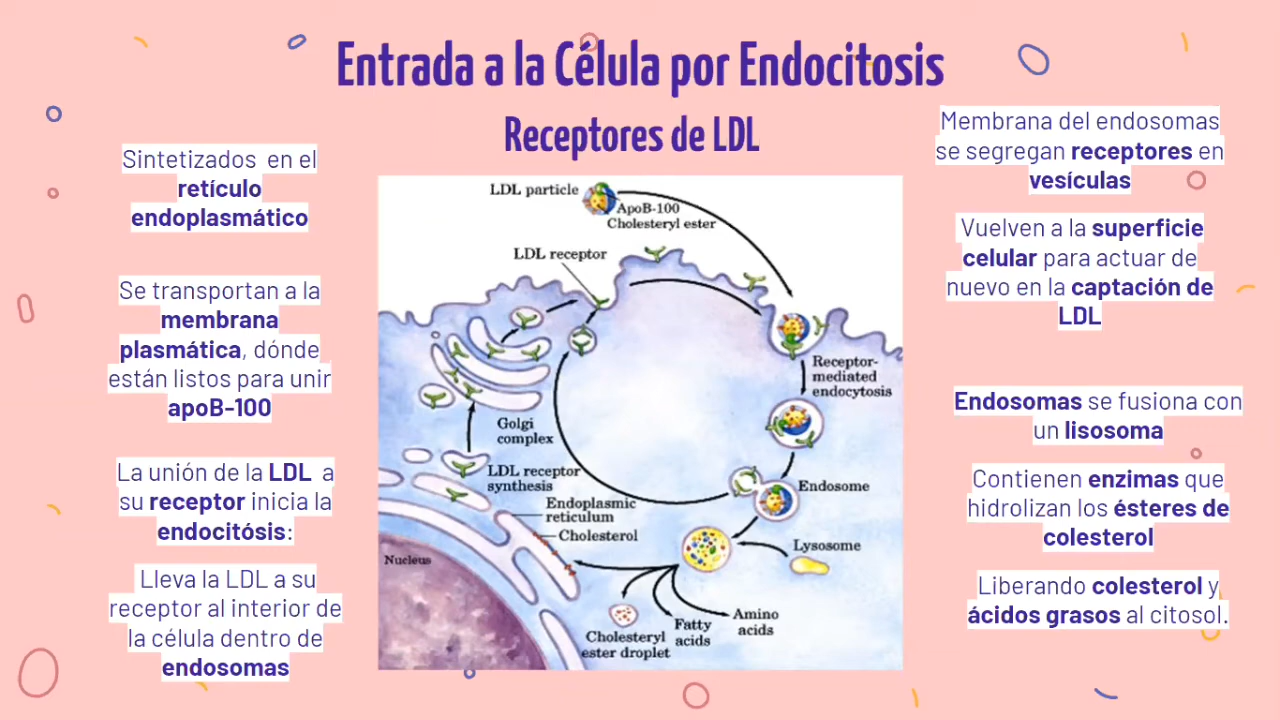 Entrada a la Célula por Endocitosis
Receptores de LDL
Sintetizados en el
retículo
endoplasmático
Se transportan a la
membrana
plasmática, dónde
están listos para unir
apoB-100
La unión de la LDL a
su receptor inicia la
endocitósis:
Lleva la LDL a su
receptor al interior de
la célula dentro de
endosomas
LDL particle
ApoB-100
Cholesteryl ester
LDL receptor
Receptor-
mediated
endocytosis
Golgi
complex
LDL receptor
synthesis
Endosome
Endoplasmic
reticulum
Cholesterol
Lysosome
Nucleus
Cholesteryl
ester droplet
Fatty
acids
Amino
acids
Membrana del endosomas
se segregan receptores en
vesículas
Vuelven a la superficie
celular para actuar de
nuevo en la captación de
LDL
Endosomas se fusiona con
un lisosoma
Contienen enzimas que
hidrolizan los ésteres de
colesterol
Liberando colesterol y
ácidos grasos al citosol.